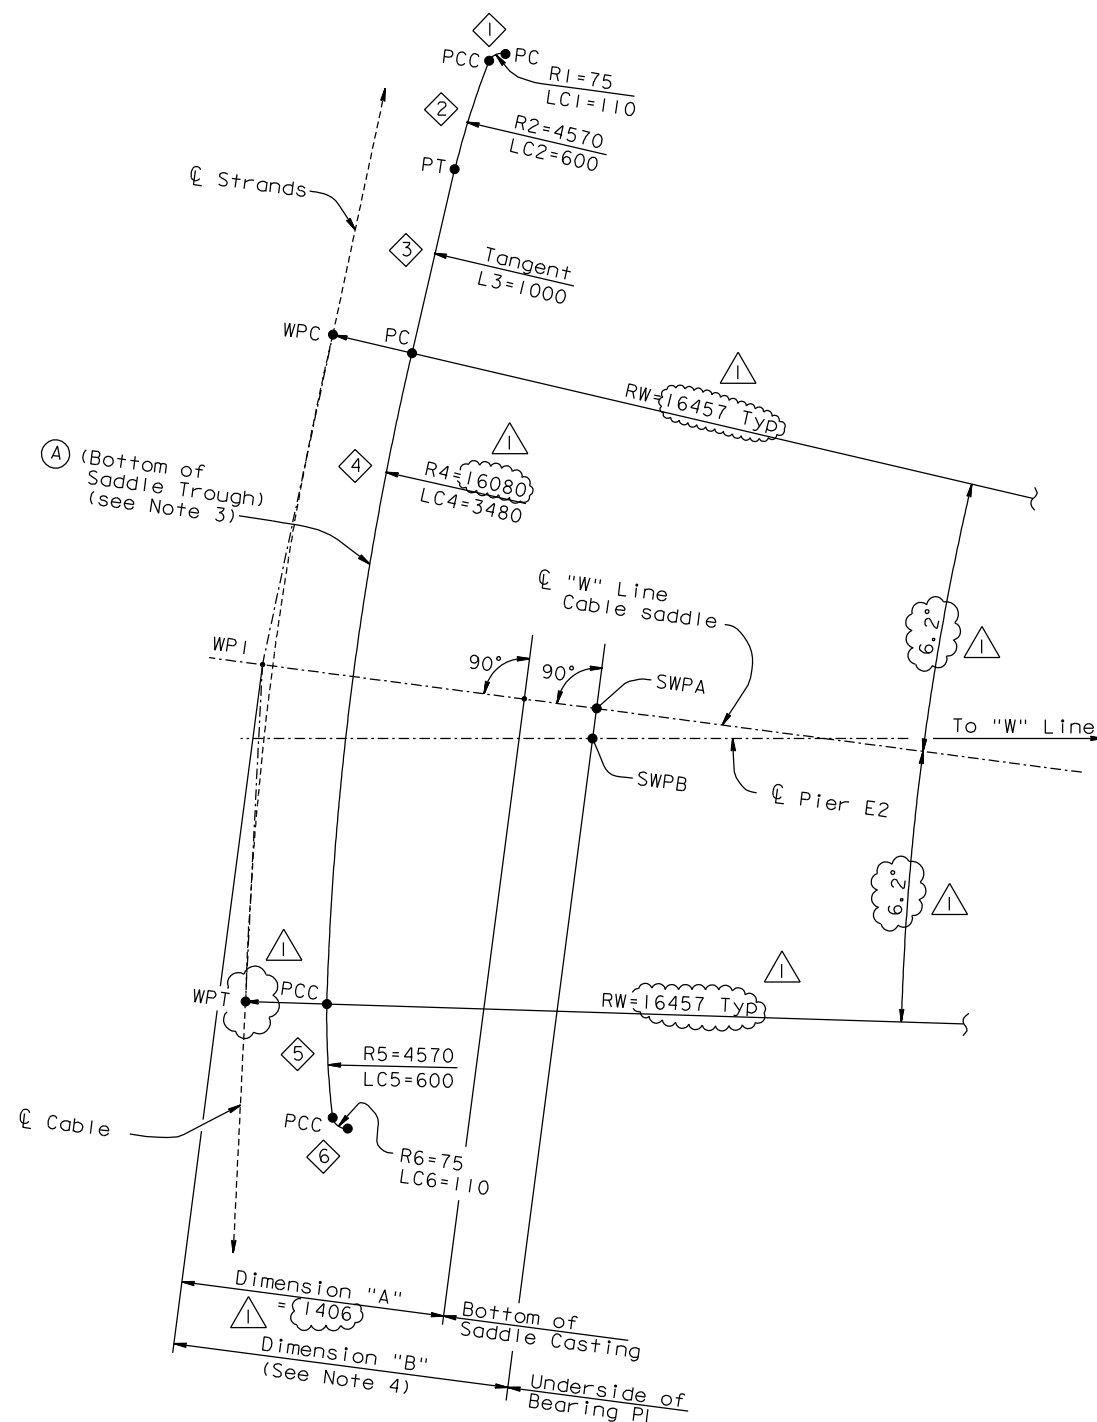 1
PCC
PC
R1=75
LC1=110
2
R2=4570
LC2=600
PT
℄ Strands
3
Tangent
L3=1000
WPC
PC
1
RW=16457 Typ
1
A
(Bottom of
Saddle Trough)
(see Note 3)
4
R4=16080
LC4=3480
℄ "W" Line
Cable saddle
6.2°
1
WPI
90°
90°
SWPA
To "W" Line
SWPB
℄ Pier E2
6.2°
1
1
1
WPT
PCC
RW=16457 Typ
5
R5=4570
LC5=600
℄ Cable
PCC
6
R6=75
LC6=110
Dimension "A"
1
= 1406
Bottom of
Saddle Casting
Dimension "B"
(See Note 4)
Underside of
Bearing Pl